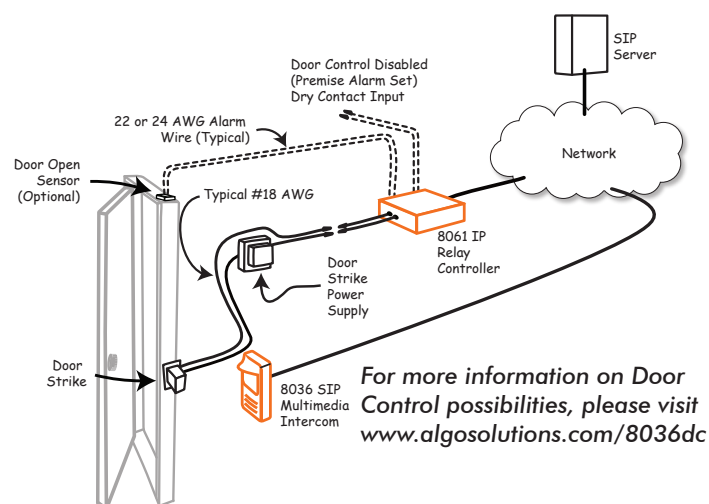 SIP
Server
Door Control Disabled
(Premise Alarm Set)
Dry Contact Input
22 or 24 AWG Alarm
Wire (Typical)
Network
Door Open
Sensor
(Optional)
Typical #18 AWG
8061 IP
Relay
Controller
Door
Strike
Power
Supply
Door
Strike
8036 SIP
Multimedia
Intercom
For more information on Door
Control possibilities, please visit
www.algosolutions.com/8036dc